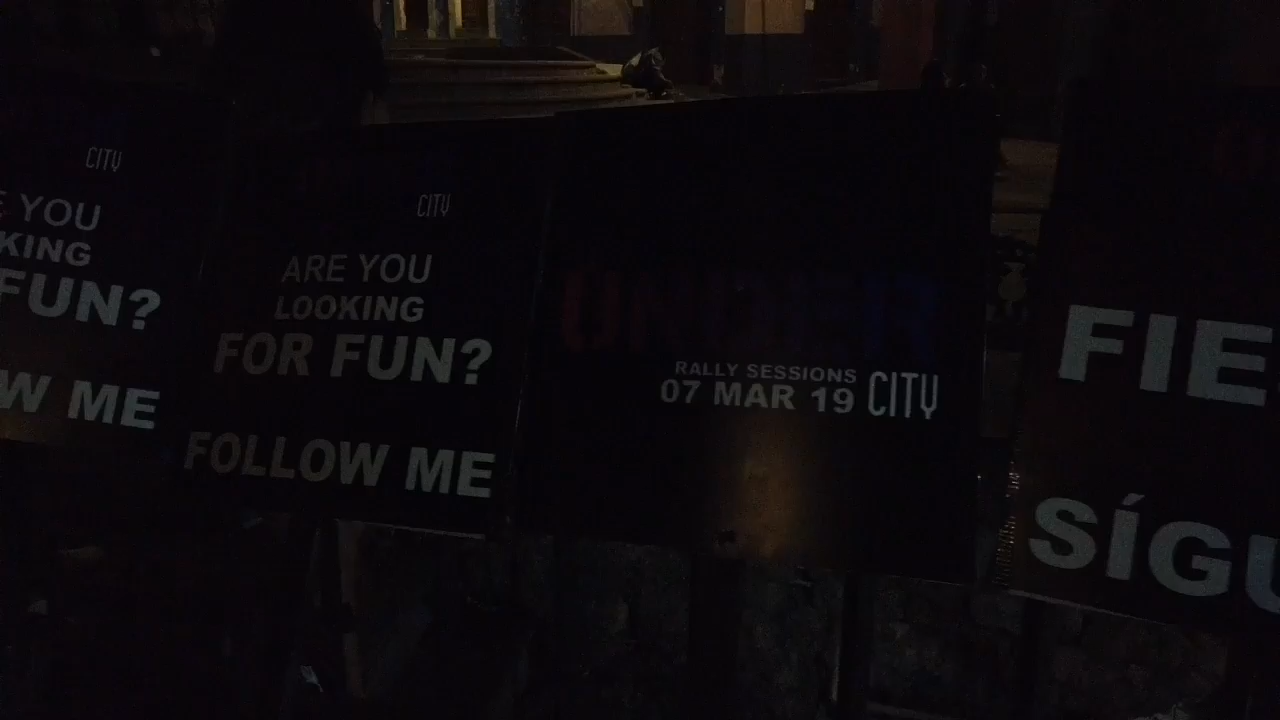 CITY
YOU
KING
FUN?
W ME
CITY
ARE YOU
LOOKING
FOR FUN?
FOLLOW ME
UNDER
RALLY SESSIONS
07 MAR 19 CITY
FIE
SÍGU